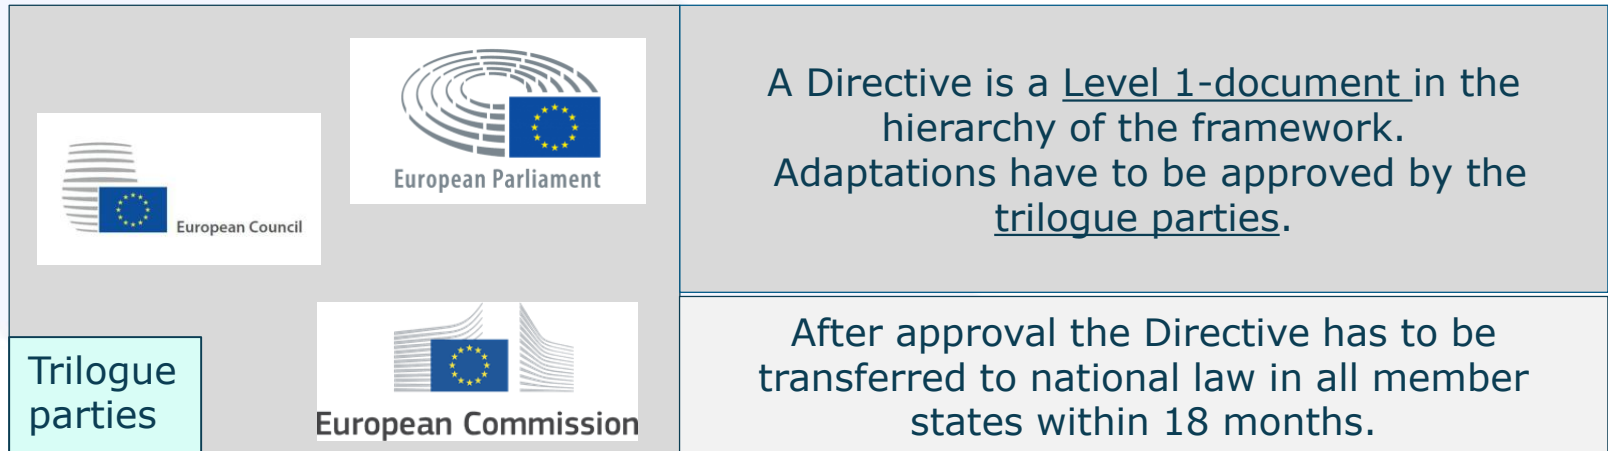 European Parliament
European Council
European Commission
Trilogue
parties
A Directive is a Level 1-document in the
hierarchy of the framework.
Adaptations have to be approved by the
trilogue parties.
After approval the Directive has to be
transferred to national law in all member
states within 18 months.